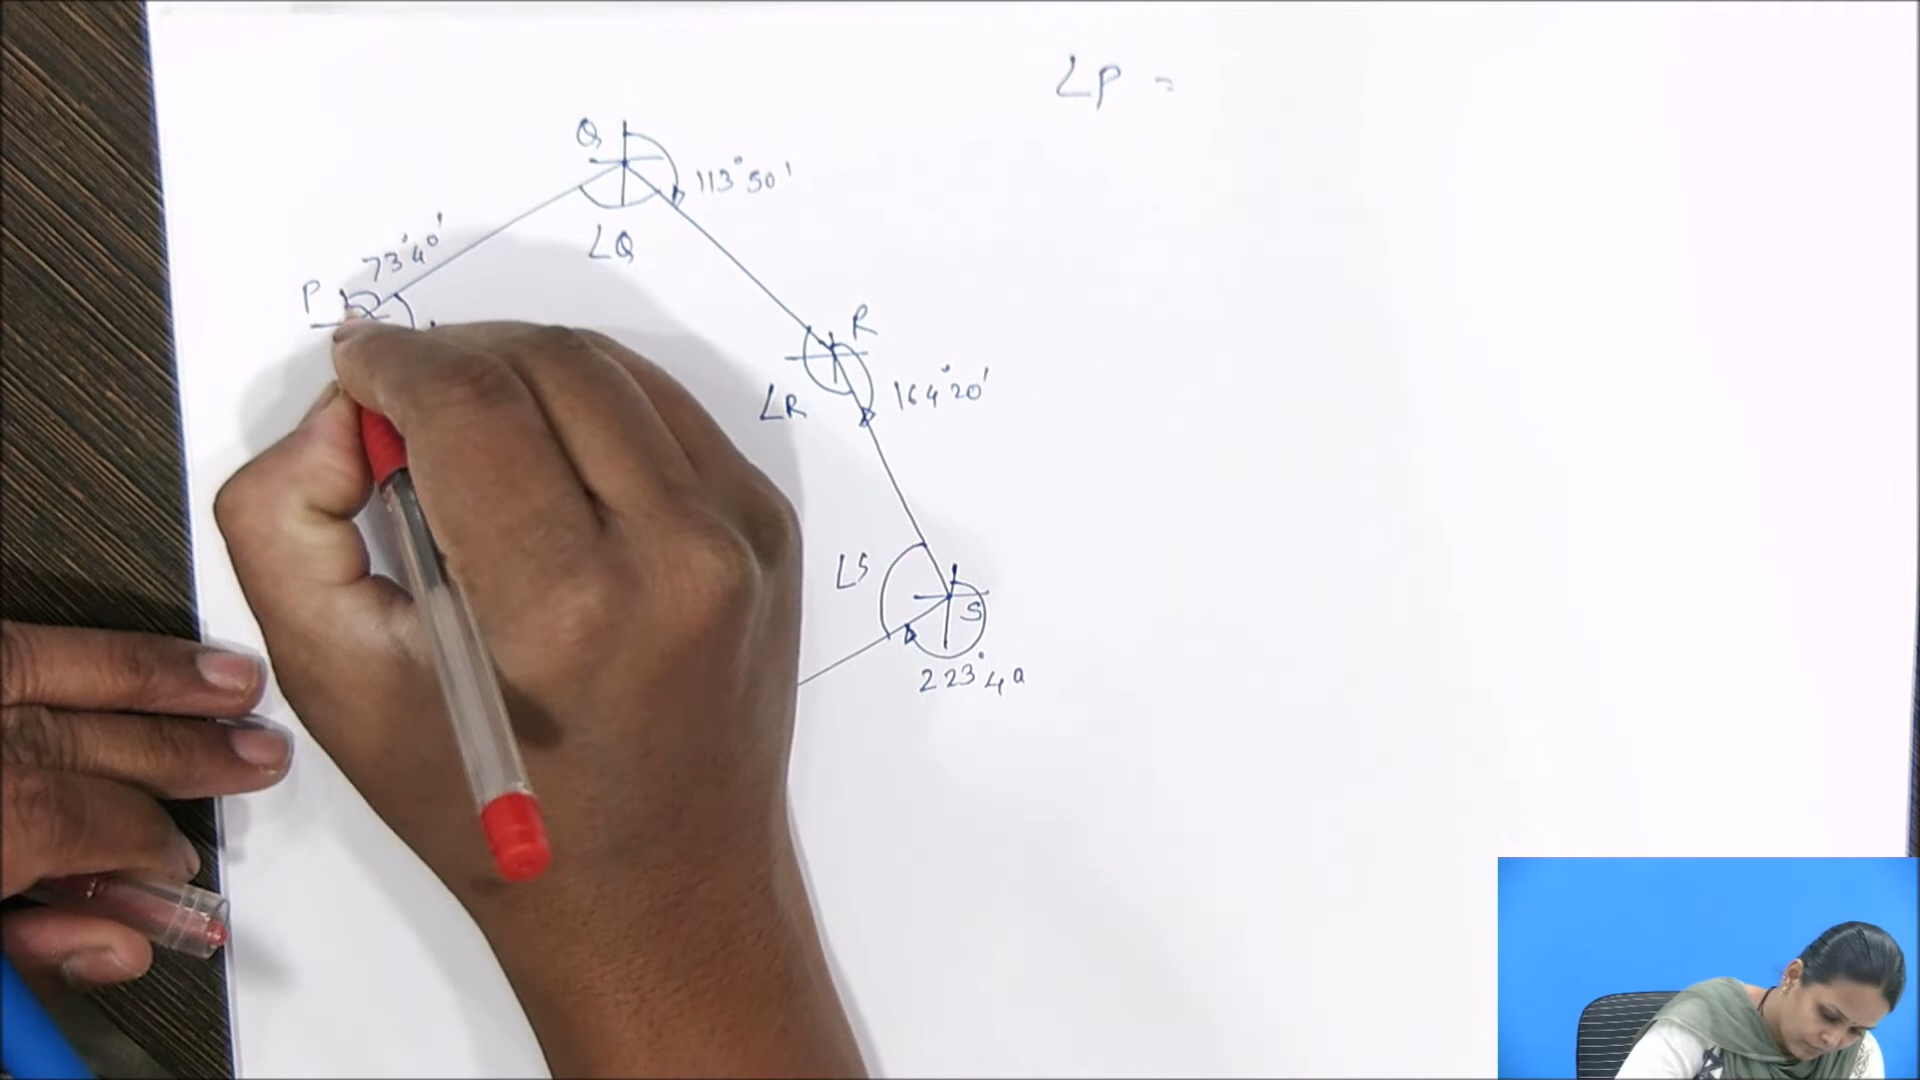 ∠P =
Q
113°50'
∠Q
73°40'
P
R
164°20'
∠R
∠S
S
223°40